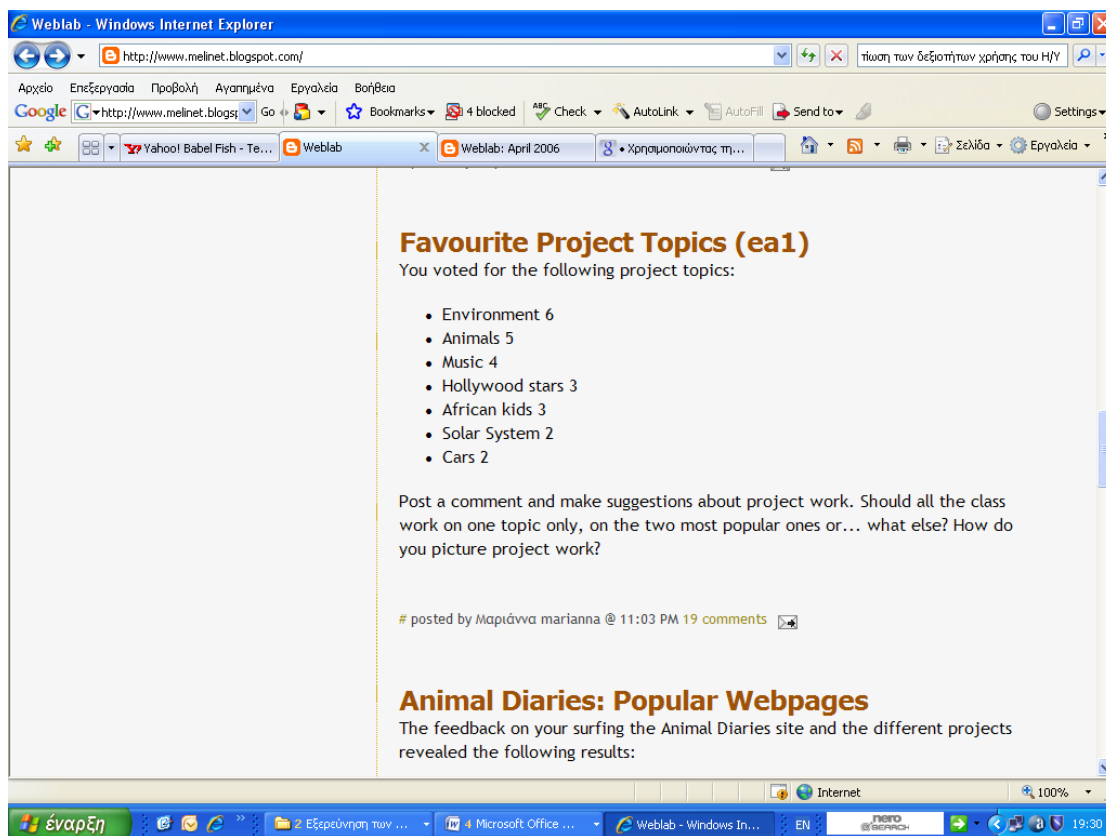 Weblab - Windows Internet Explorer
http://www.melinet.blogspot.com/ τίωση των δεξιοτήτων χρήσης του Η/Υ
Αρχείο Επεξεργασία Προβολή Αγαπημένα Εργαλεία Βοήθεια
Google G http://www.melinet.blogs Go Bookmarks 4 blocked ABC Check AutoLink AutoFill Send to Settings
Yahoo! Babel Fish - Te... Weblab X Weblab: April 2006 Χρησιμοποιώντας τη... Σελίδα Εργαλεία
Favourite Project Topics (ea1)
You voted for the following project topics:
• Environment 6
• Animals 5
• Music 4
• Hollywood stars 3
• African kids 3
• Solar System 2
• Cars 2
Post a comment and make suggestions about project work. Should all the class
work on one topic only, on the two most popular ones or... what else? How do
you picture project work?
# posted by Μαριάννα marianna @ 11:03 PM 19 comments
Animal Diaries: Popular Webpages
The feedback on your surfing the Animal Diaries site and the different projects
revealed the following results:
Internet 100%
έναρξη 2 Εξερεύνηση των ... 4 Microsoft Office ... Weblab - Windows In... EN nero SEARCH 19:30